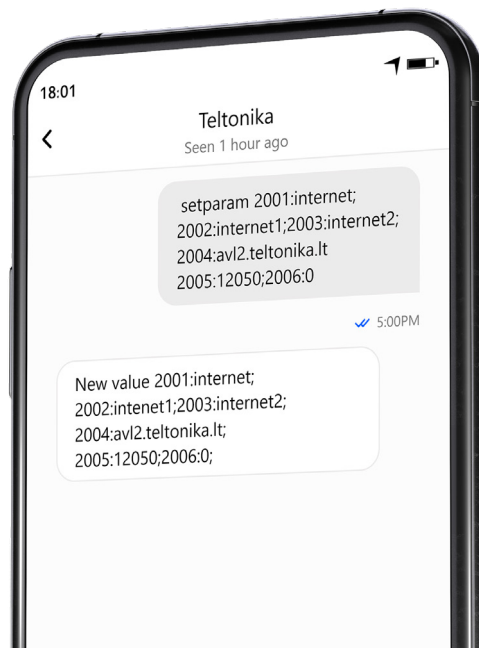 18:01
Teltonika
Seen 1 hour ago
setparam 2001:internet;
2002:internet1;2003:internet2;
2004:avl2.teltonika.lt
2005:12050;2006:0
5:00PM
New value 2001:internet;
2002:intenet1;2003:internet2;
2004:avl2.teltonika.lt;
2005:12050;2006:0;